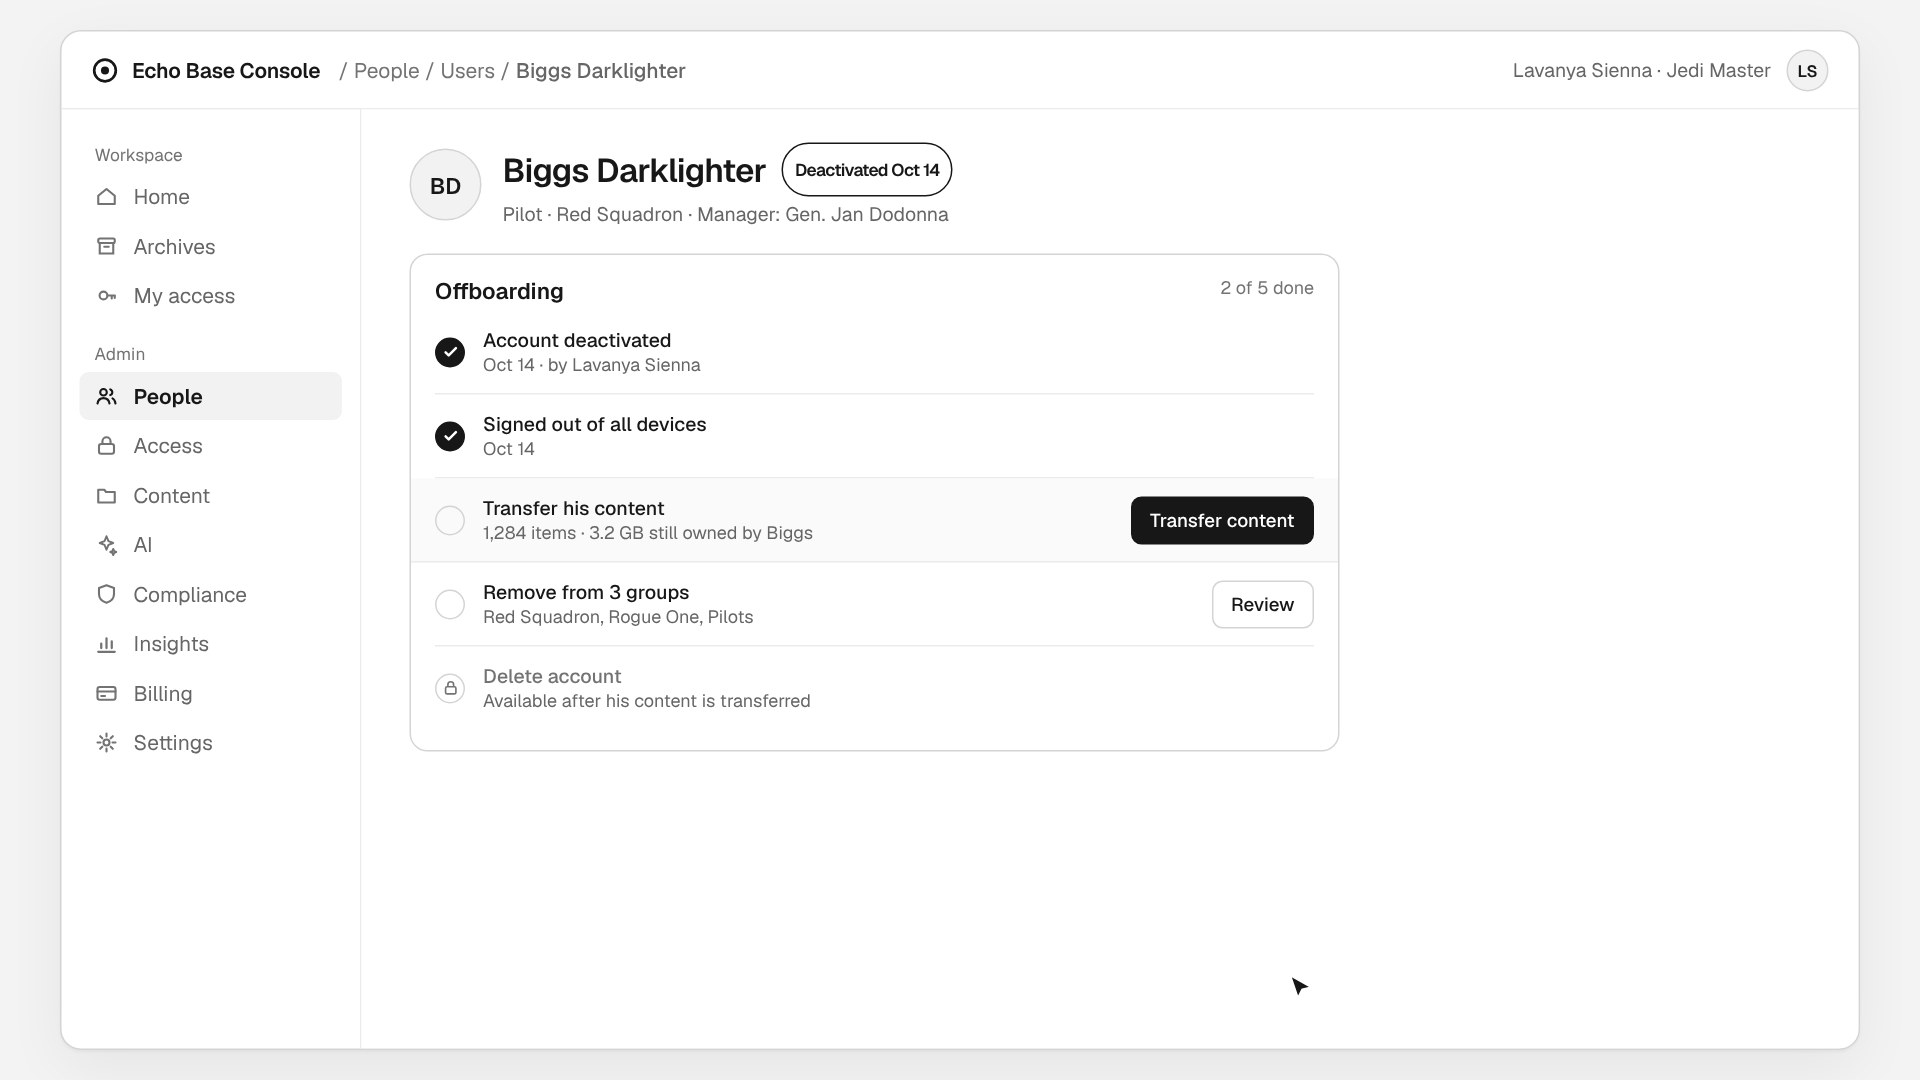 Echo Base Console / People / Users / Biggs Darklighter
Lavanya Sienna · Jedi Master LS
Workspace
Home
Archives
My access
Admin
People
Access
Content
AI
Compliance
Insights
Billing
Settings
BD
Biggs Darklighter Deactivated Oct 14
Pilot · Red Squadron · Manager: Gen. Jan Dodonna
Offboarding 2 of 5 done
Account deactivated
Oct 14 · by Lavanya Sienna
Signed out of all devices
Oct 14
Transfer his content
1,284 items · 3.2 GB still owned by Biggs
Transfer content
Remove from 3 groups
Red Squadron, Rogue One, Pilots
Review
Delete account
Available after his content is transferred